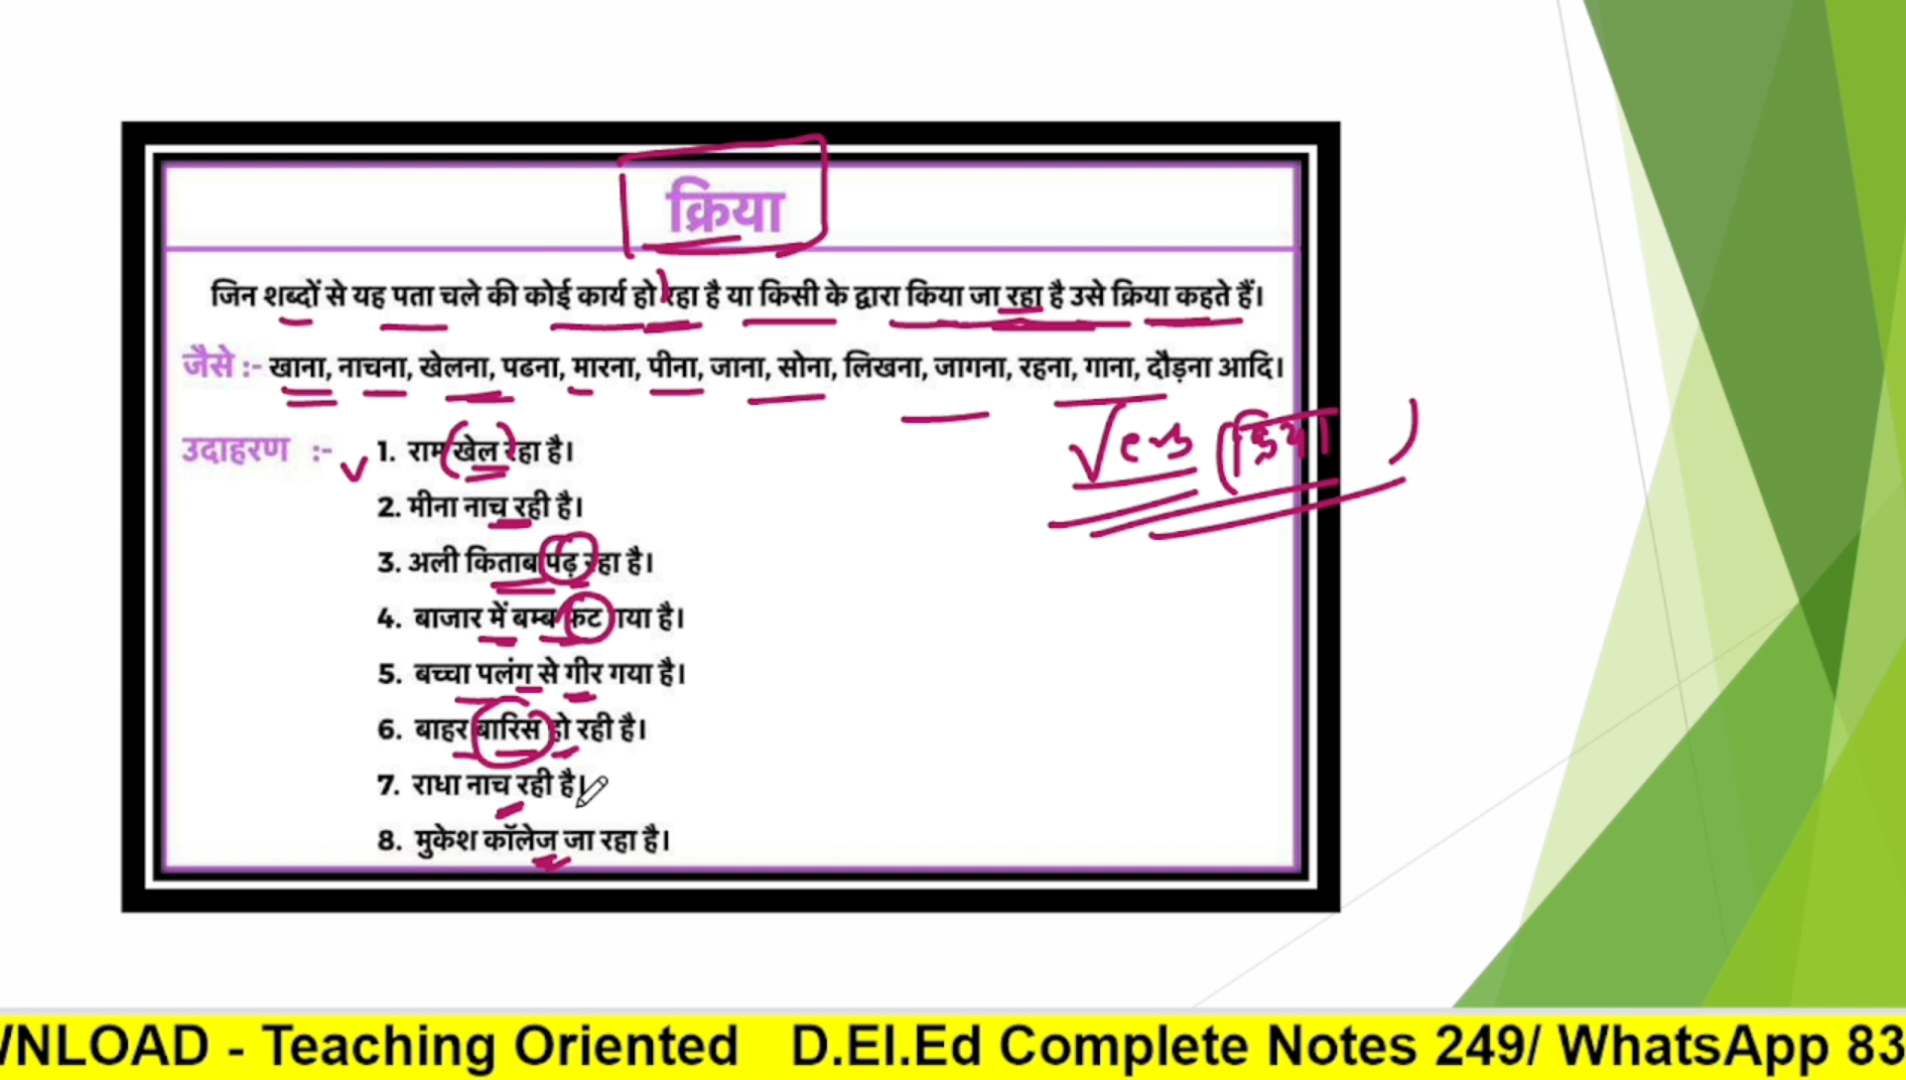 क्रिया
जिन शब्दों से यह पता चले की कोई कार्य हो रहा है या किसी के द्वारा किया जा रहा है उसे क्रिया कहते हैं।
जैसे :- खाना, नाचना, खेलना, पढना, मारना, पीना, जाना, सोना, लिखना, जागना, रहना, गाना, दौड़ना आदि।
उदाहरण :- 1. राम खेल रहा है।
2. मीना नाच रही है।
3. अली किताब पढ़ रहा है।
4. बाजार में बम्ब फट गया है।
5. बच्चा पलंग से गीर गया है।
6. बाहर बारिस हो रही है।
7. राधा नाच रही है।
8. मुकेश कॉलेज जा रहा है।
(क्रिया)
WNLOAD - Teaching Oriented D.El.Ed Complete Notes 249/ WhatsApp 83